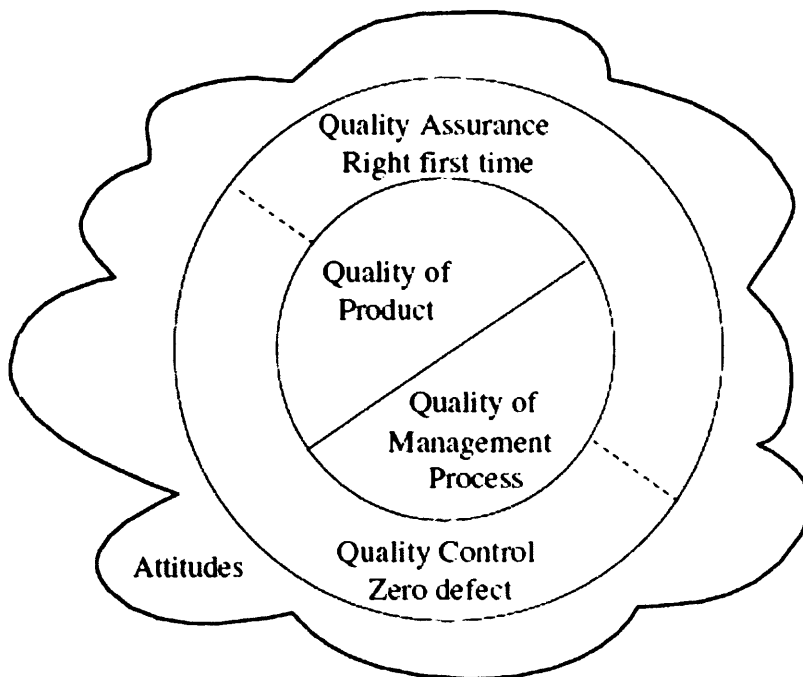 Quality Assurance
Right first time
Quality of
Product
Quality of
Management
Process
Quality Control
Zero defect
Attitudes